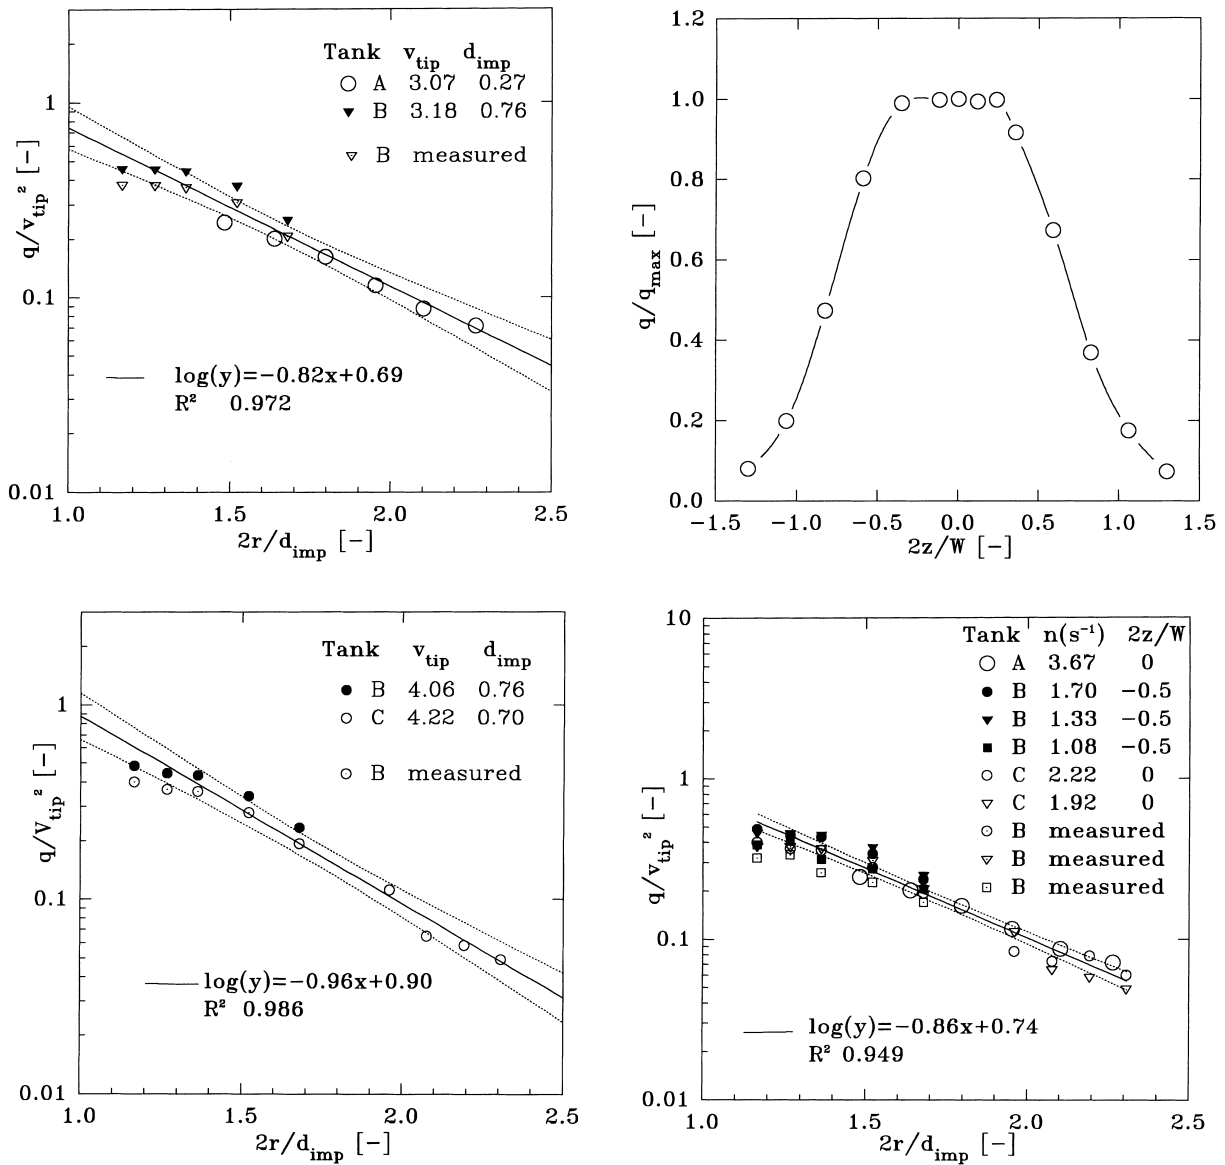 Tank v_tip d_imp
A 3.07 0.27
B 3.18 0.76
B measured
1
q/v_tip² [−]
0.1
log(y)=−0.82x+0.69
R² 0.972
0.01
1.0 1.5 2.0 2.5
2r/d_imp [−]
1.2
1.0
0.8
0.6
q/q_max [−]
0.4
0.2
0.0
−1.5 −1.0 −0.5 0.0 0.5 1.0 1.5
2z/W [−]
Tank v_tip d_imp
B 4.06 0.76
C 4.22 0.70
B measured
1
q/V_tip² [−]
0.1
log(y)=−0.96x+0.90
R² 0.986
0.01
1.0 1.5 2.0 2.5
2r/d_imp [−]
10
Tank n(s⁻¹) 2z/W
A 3.67 0
B 1.70 −0.5
B 1.33 −0.5
B 1.08 −0.5
C 2.22 0
C 1.92 0
B measured
B measured
B measured
1
q/v_tip² [−]
0.1
log(y)=−0.86x+0.74
R² 0.949
0.01
1.0 1.5 2.0 2.5
2r/d_imp [−]